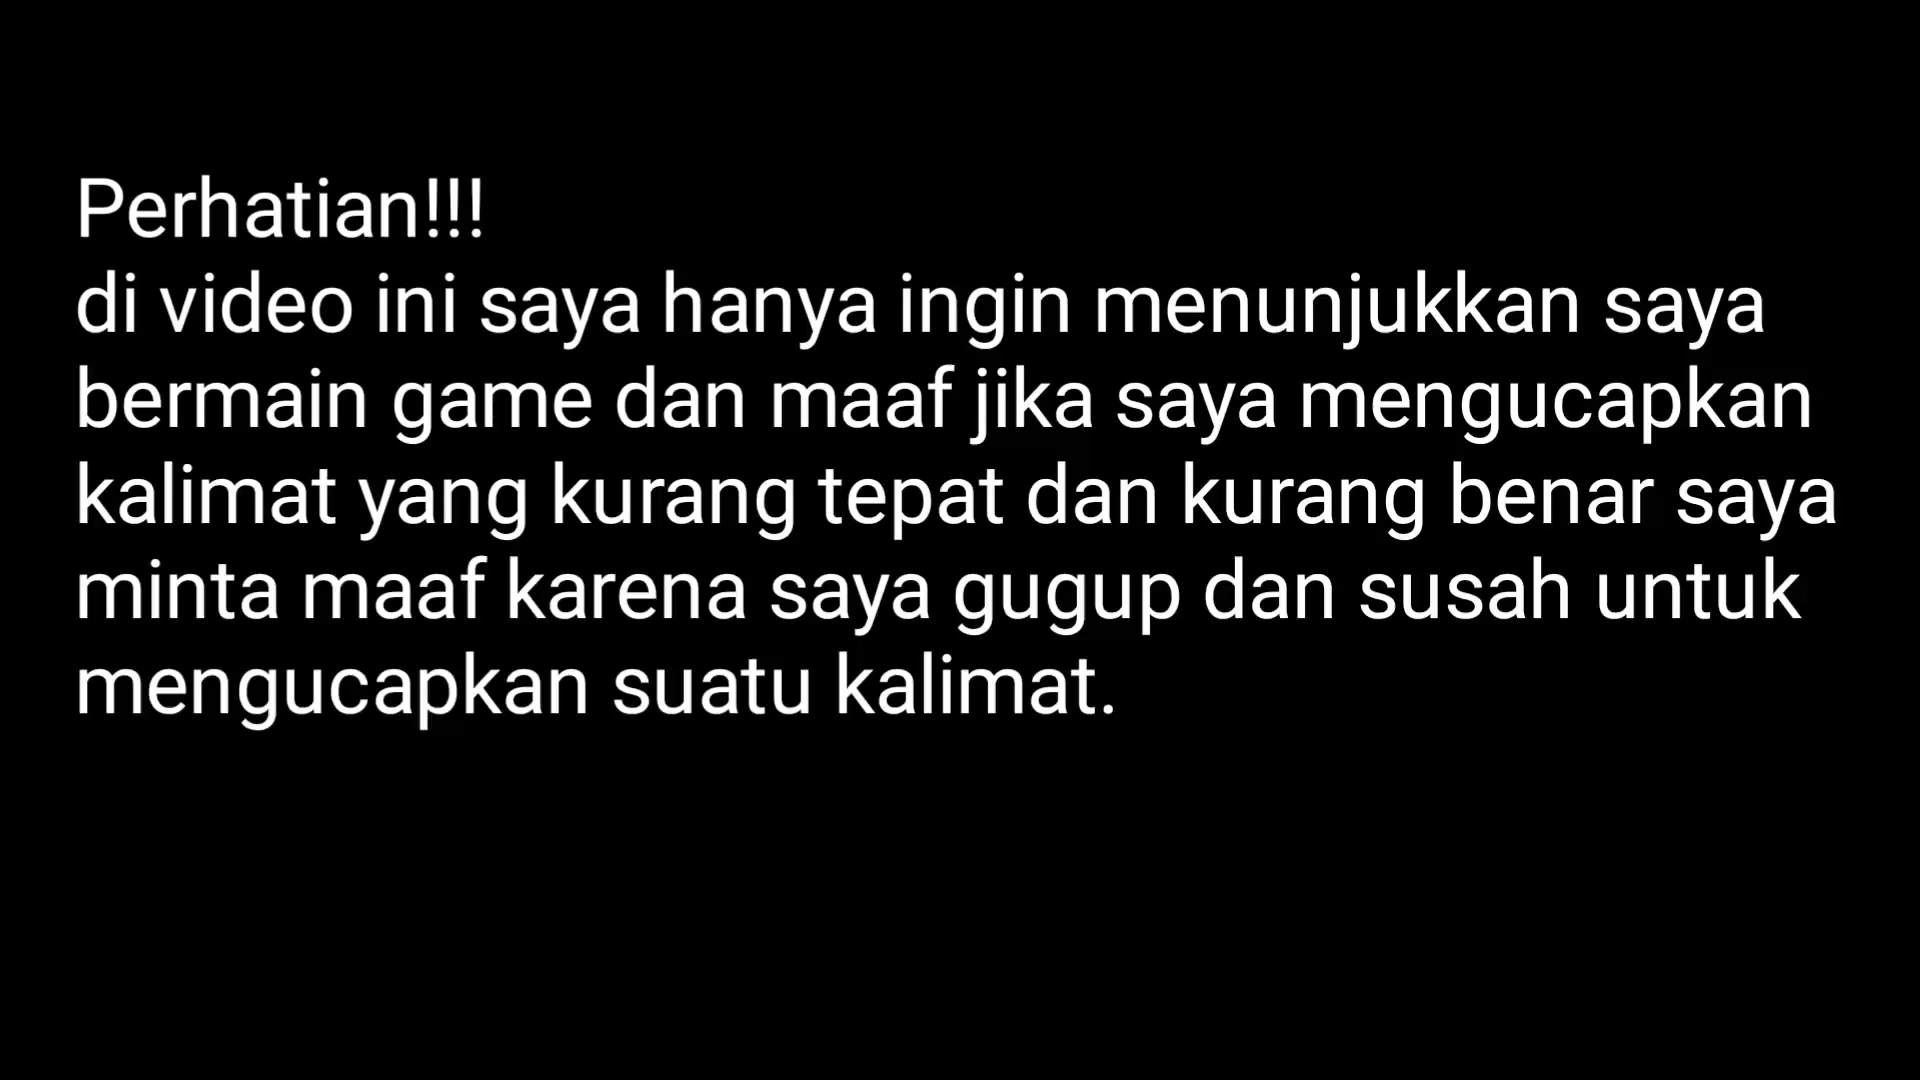 Perhatian!!!
di video ini saya hanya ingin menunjukkan saya
bermain game dan maaf jika saya mengucapkan
kalimat yang kurang tepat dan kurang benar saya
minta maaf karena saya gugup dan susah untuk
mengucapkan suatu kalimat.